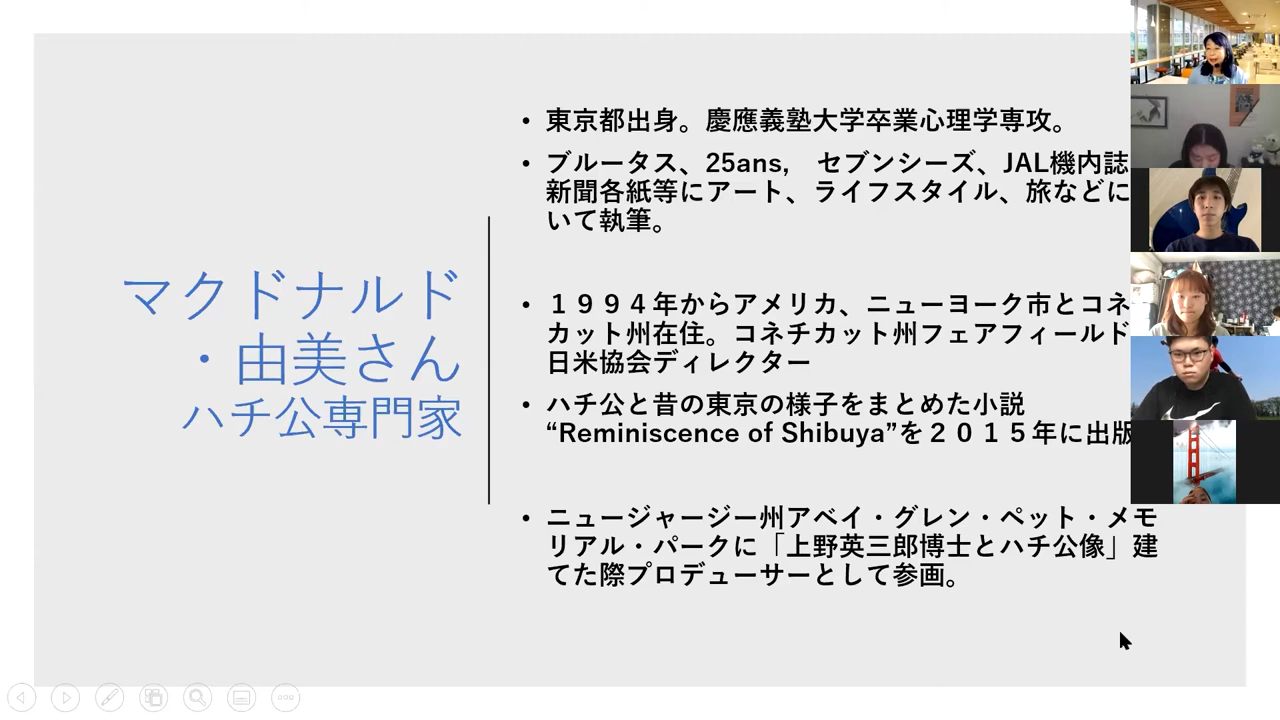 マクドナルド
・由美さん
ハチ公専門家
• 東京都出身。慶應義塾大学卒業心理学専攻。
• ブルータス、25ans,　セブンシーズ、JAL機内誌
新聞各紙等にアート、ライフスタイル、旅などに
いて執筆。
• １９９４年からアメリカ、ニューヨーク市とコネ
カット州在住。コネチカット州フェアフィールド
日米協会ディレクター
• ハチ公と昔の東京の様子をまとめた小説
“Reminiscence of Shibuya”を２０１５年に出版
• ニュージャージー州アベイ・グレン・ペット・メモ
リアル・パークに「上野英三郎博士とハチ公像」建
てた際プロデューサーとして参画。